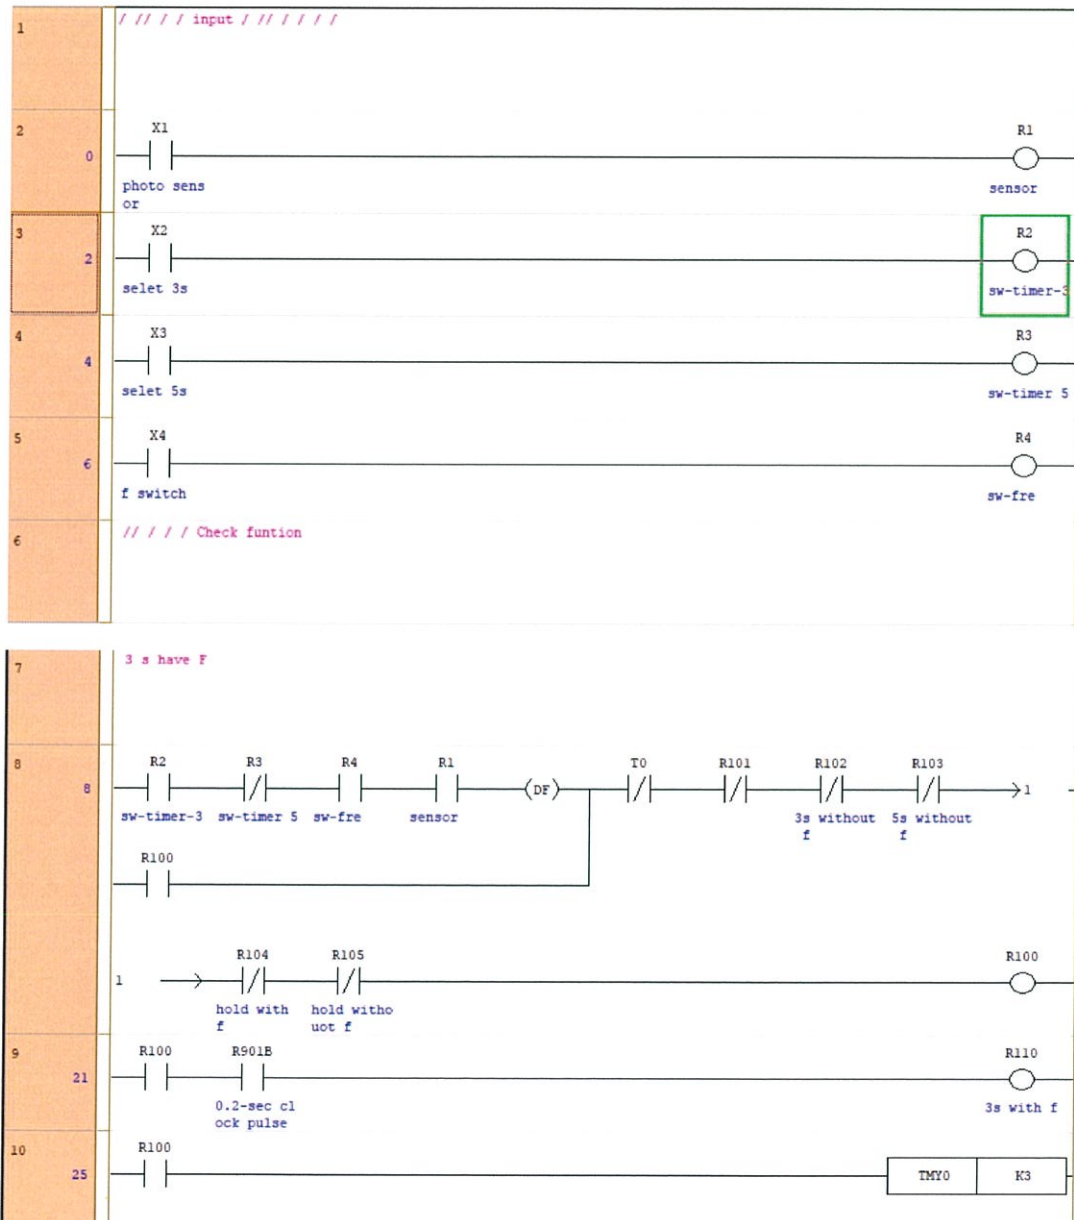 1
/ // / / input / // / / / /
2
0
X1
R1
photo sens
or
sensor
3
2
X2
R2
selet 3s
sw-timer-3
4
4
X3
R3
selet 5s
sw-timer 5
5
6
X4
R4
f switch
sw-fre
6
// / / / Check funtion
7
3 s have F
8
8
R2 R3 R4 R1 T0 R101 R102 R103
(DF)
1
sw-timer-3 sw-timer 5 sw-fre sensor 3s without 5s without
f f
R100
R104 R105 R100
1
hold with hold witho
f uot f
9
21
R100 R901B R110
0.2-sec cl 3s with f
ock pulse
10
25
R100
TMY0 K3